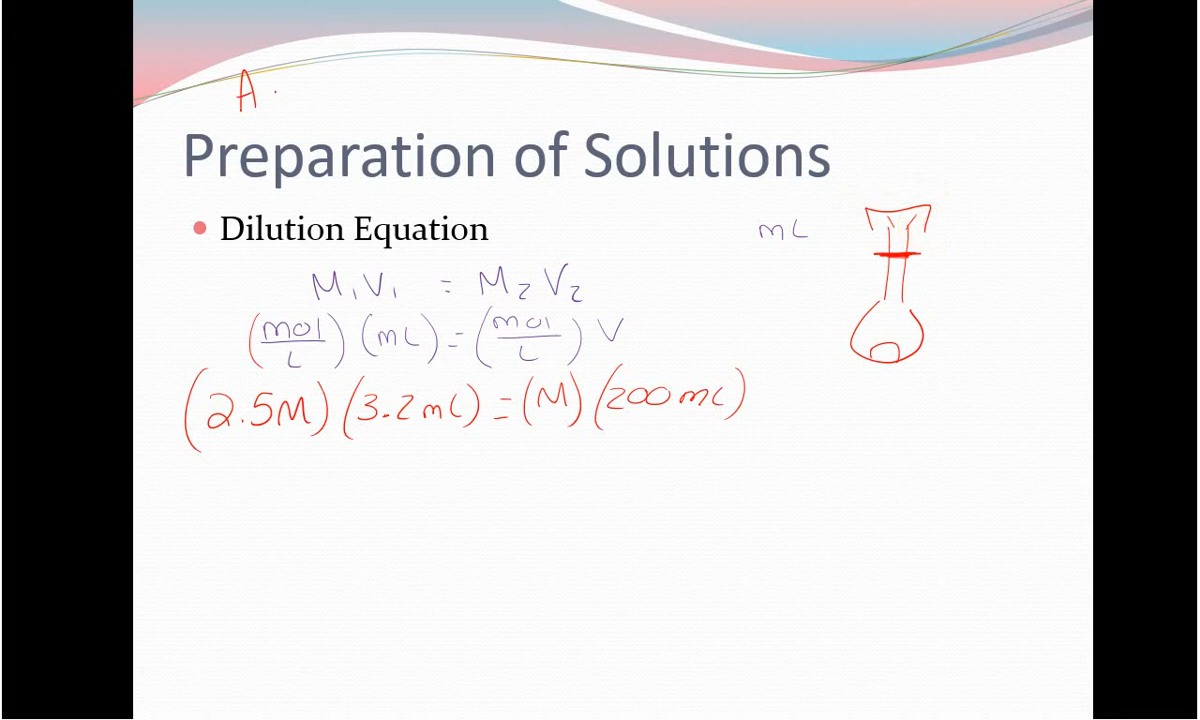 A.
Preparation of Solutions
• Dilution Equation
mL
M₁V₁ = M₂V₂
(mol/L) (mL) = (mol/L) V
(2.5M) (3.2mL) = (M) (200mL)